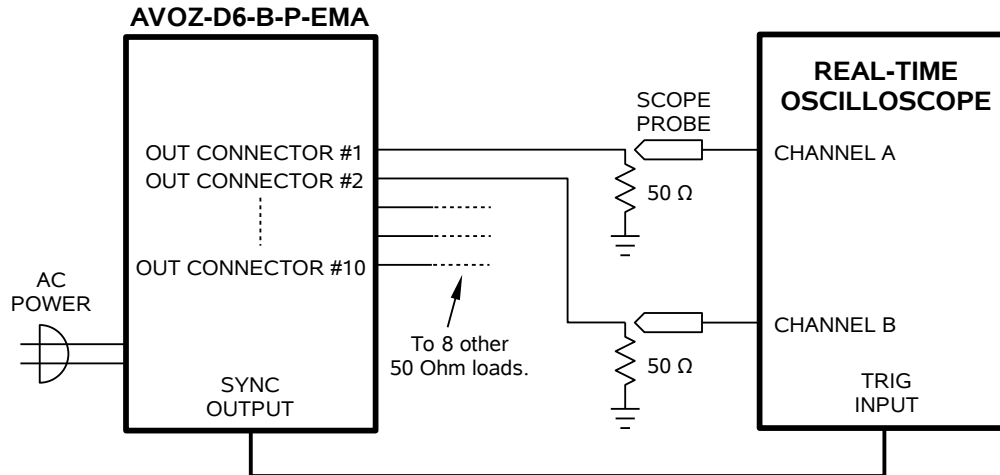 AVOZ-D6-B-P-EMA
REAL-TIME
OSCILLOSCOPE
SCOPE
PROBE
OUT CONNECTOR #1
CHANNEL A
OUT CONNECTOR #2
50 Ω
OUT CONNECTOR #10
AC
POWER
To 8 other
50 Ohm loads.
CHANNEL B
50 Ω
SYNC
OUTPUT
TRIG
INPUT